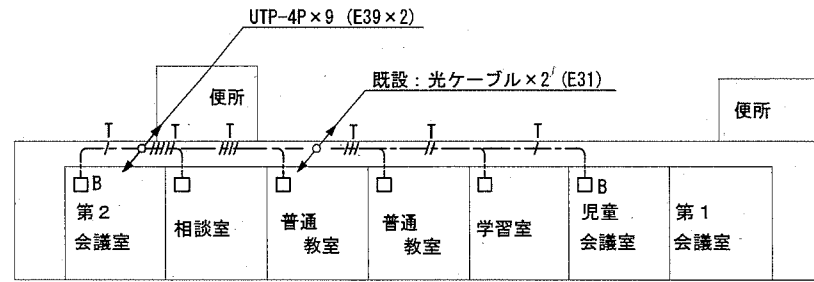 UTP-4P×9 (E39×2)
既設：光ケーブル×2 (E31)
便所
便所
T
T
T
T
T
T
B
B
第2
会議室
相談室
普通
教室
普通
教室
学習室
児童
会議室
第1
会議室